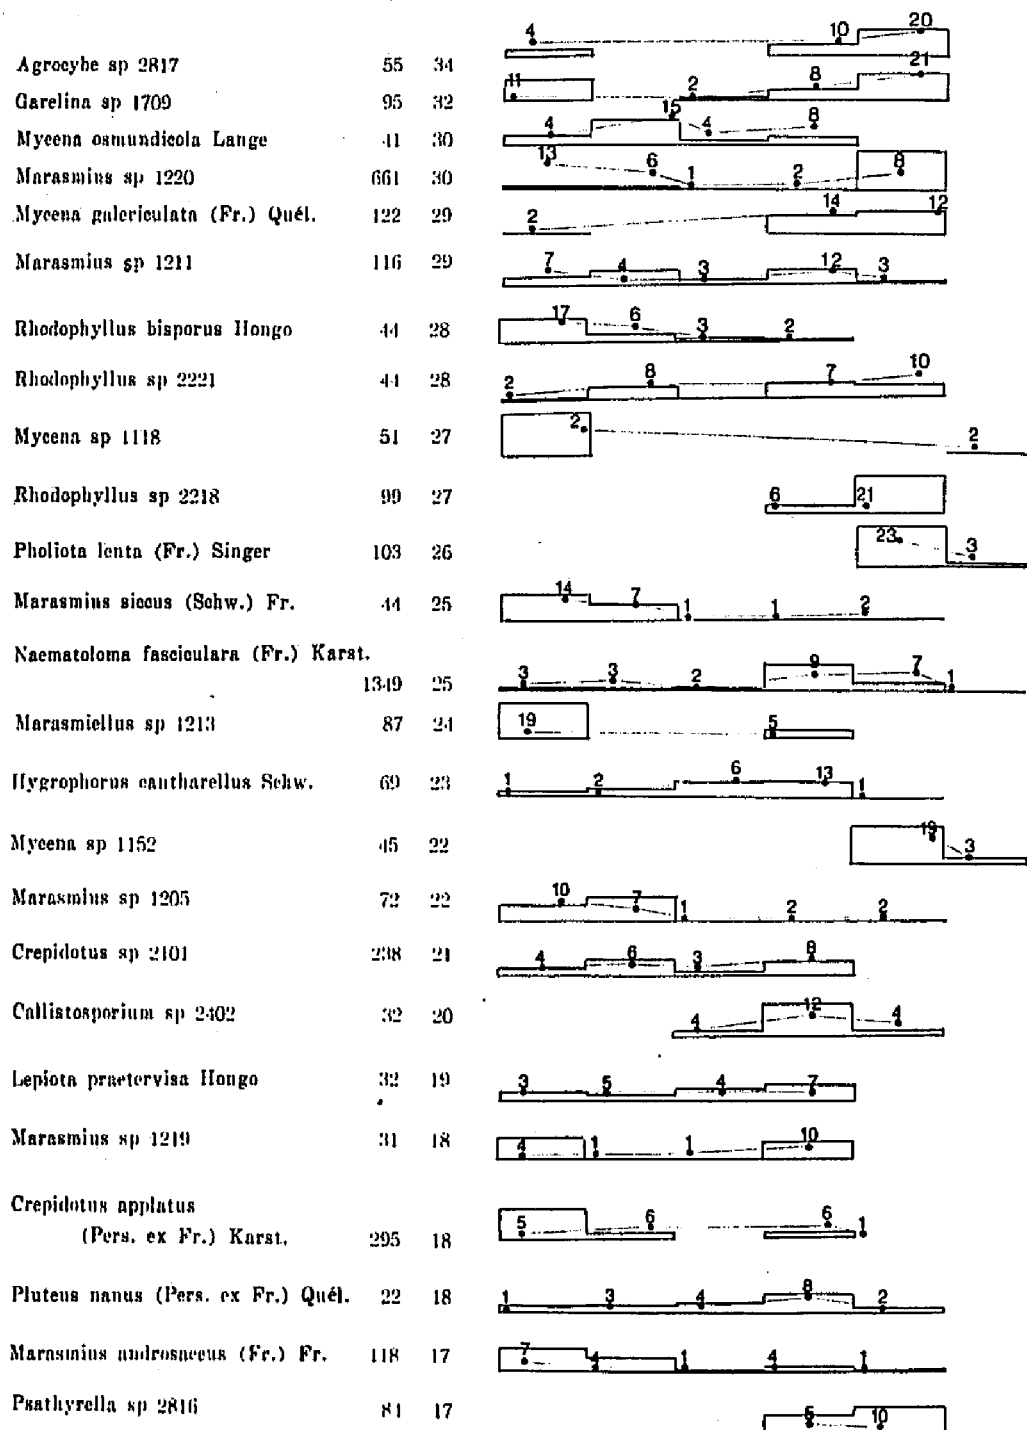 4 10 20
Agrocybe sp 2817 55 34
11 2 8 21
Garelina sp 1709 95 32
4 15 4 8
Mycena osmundicola Lange 41 30
13 6 1 2 8
Marasmius sp 1220 661 30
2 14 12
Mycena galericulata (Fr.) Quél. 122 29
7 4 3 12 3
Marasmius sp 1211 116 29
17 6 3 2
Rhodophyllus bisporus Hongo 44 28
2 8 7 10
Rhodophyllus sp 2221 44 28
2 2
Mycena sp 1118 51 27
6 21
Rhodophyllus sp 2218 99 27
23 3
Pholiota lenta (Fr.) Singer 103 26
14 7 1 1 2
Marasmius siccus (Schw.) Fr. 44 25
Naematoloma fasciculara (Fr.) Karst.
3 3 2 9 7 1
1349 25
19 5
Marasmiellus sp 1213 87 24
1 2 6 13 1
Hygrophorus cantharellus Schw. 69 23
19 3
Mycena sp 1152 45 22
10 7 1 2 2
Marasmius sp 1205 72 22
4 6 3 8
Crepidotus sp 2101 238 21
4 12 4
Callistosporium sp 2402 32 20
3 5 4 7
Lepiota praetervisa Hongo 32 19
4 1 1 10
Marasmius sp 1219 31 18
Crepidotus applatus
5 6 6 1
(Pers. ex Fr.) Karst. 295 18
1 3 4 8 2
Pluteus nanus (Pers. ex Fr.) Quél. 22 18
7 4 1 4 1
Marasmius androsaceus (Fr.) Fr. 118 17
Psathyrella sp 2816 81 17
5 10